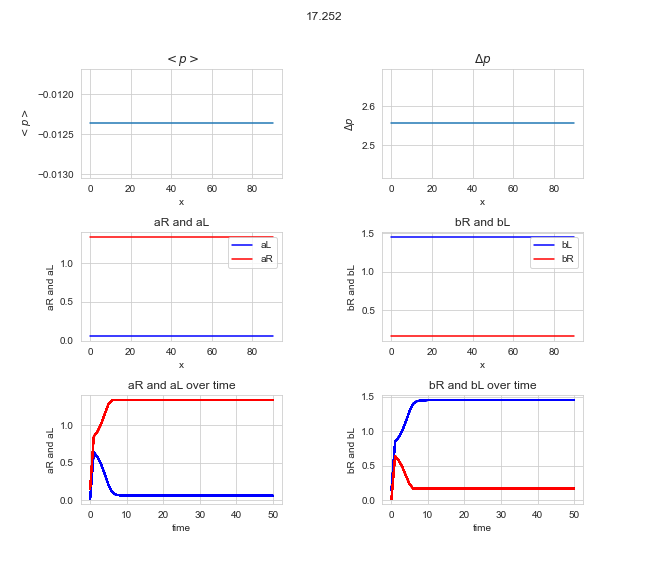 17.252
< p >
Δp
< p >
−0.0120
−0.0125
−0.0130
0 20 40 60 80
x
Δp
2.6
2.5
0 20 40 60 80
x
aR and aL
bR and bL
aR and aL
1.0
0.5
0.0
aL
aR
0 20 40 60 80
x
bR and bL
1.5
1.0
0.5
bL
bR
0 20 40 60 80
x
aR and aL over time
bR and bL over time
aR and aL
1.0
0.5
0.0
0 10 20 30 40 50
time
bR and bL
1.5
1.0
0.5
0.0
0 10 20 30 40 50
time